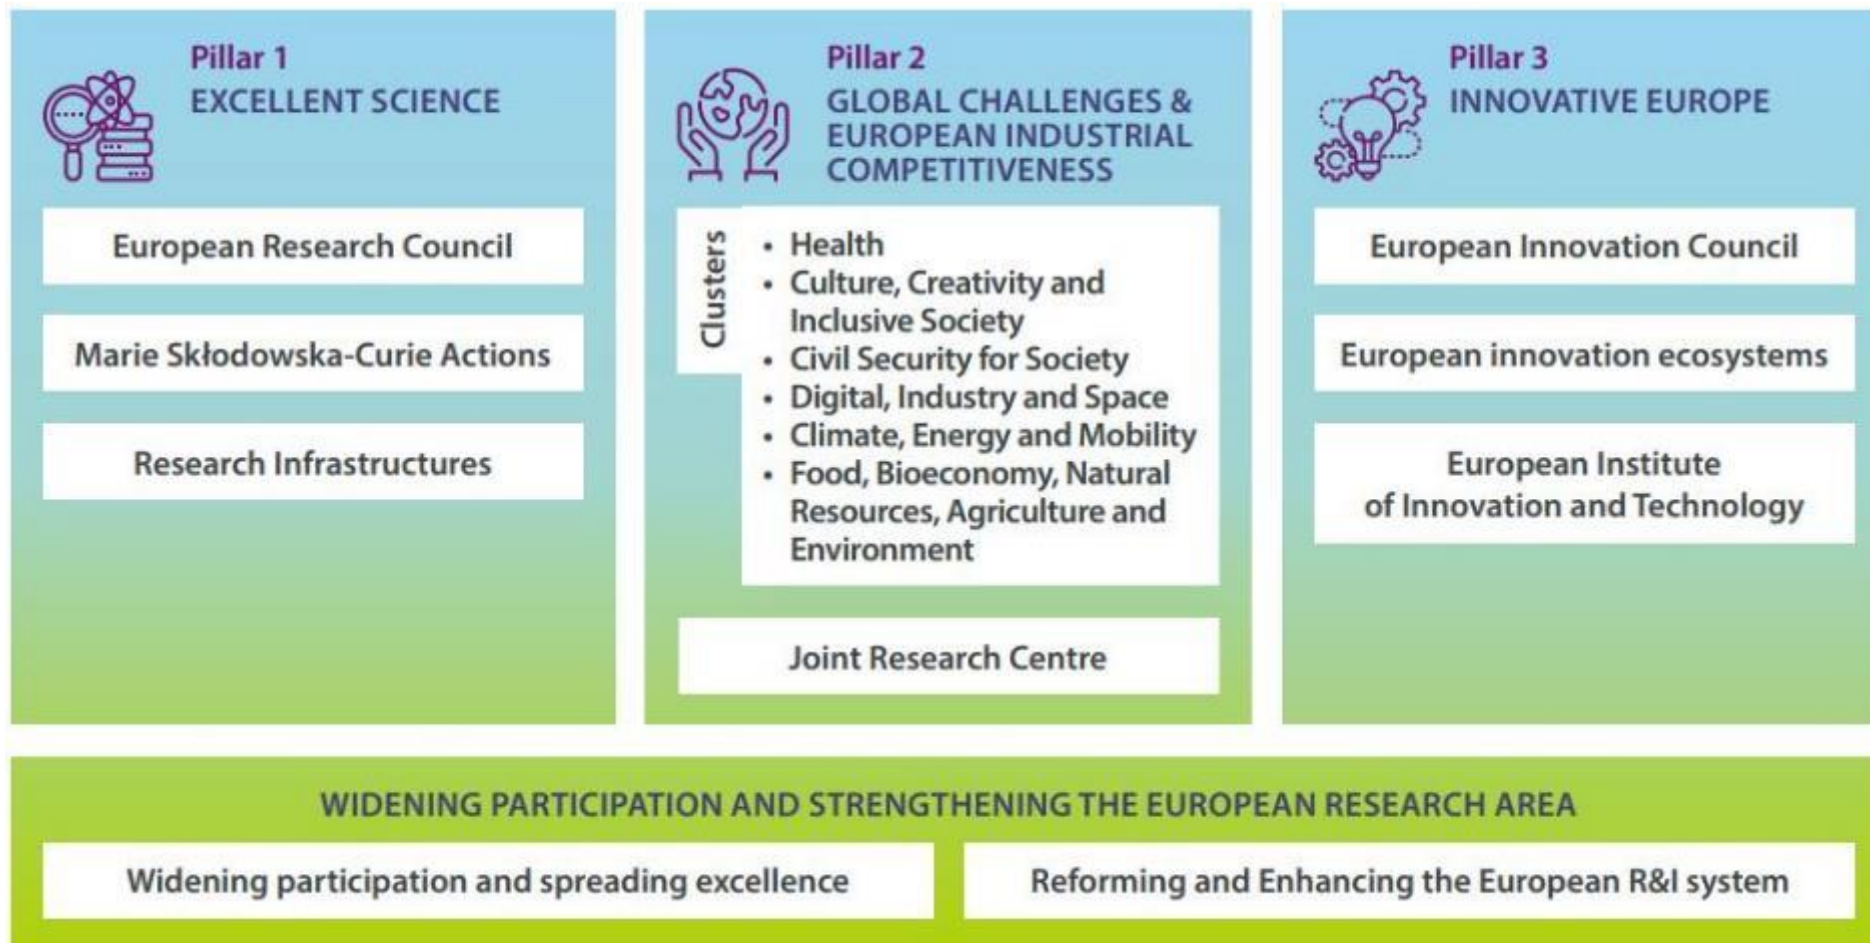 Pillar 1
EXCELLENT SCIENCE
European Research Council
Marie Skłodowska-Curie Actions
Research Infrastructures
Pillar 2
GLOBAL CHALLENGES &
EUROPEAN INDUSTRIAL
COMPETITIVENESS
Clusters
• Health
• Culture, Creativity and
Inclusive Society
• Civil Security for Society
• Digital, Industry and Space
• Climate, Energy and Mobility
• Food, Bioeconomy, Natural
Resources, Agriculture and
Environment
Joint Research Centre
Pillar 3
INNOVATIVE EUROPE
European Innovation Council
European innovation ecosystems
European Institute
of Innovation and Technology
WIDENING PARTICIPATION AND STRENGTHENING THE EUROPEAN RESEARCH AREA
Widening participation and spreading excellence
Reforming and Enhancing the European R&I system